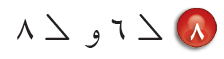 ٨ ∠ ٦ و ∠ ٨